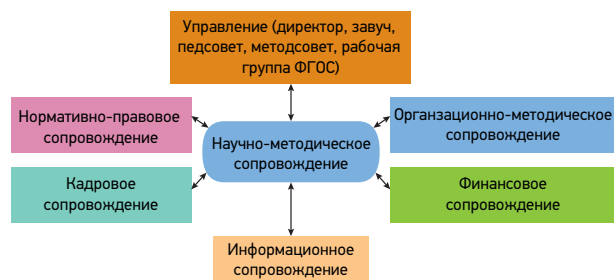 Управление (директор, завуч,
педсовет, методсовет, рабочая
группа ФГОС)
Нормативно-правовое
сопровождение
Научно-методическое
сопровождение
Органзационно-методическое
сопровождение
Кадровое
сопровождение
Финансовое
сопровождение
Информационное
сопровождение